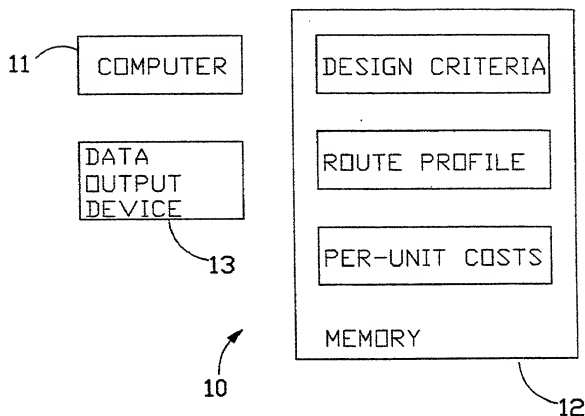 11
COMPUTER
DATA
OUTPUT
DEVICE
13
DESIGN CRITERIA
ROUTE PROFILE
PER-UNIT COSTS
MEMORY
10
12